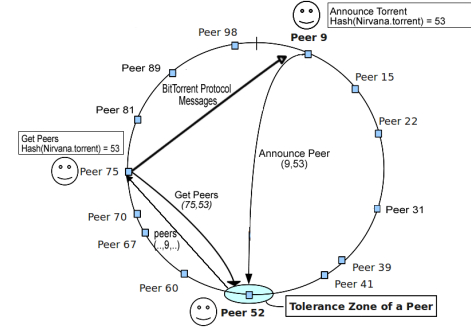 Announce Torrent
Hash(Nirvana.torrent) = 53
Peer 98
Peer 9
Peer 89
Peer 15
BitTorrent Protocol
Messages
Peer 81
Peer 22
Get Peers
Hash(Nirvana.torrent) = 53
Announce Peer
(9,53)
Peer 75
Get Peers
(75,53)
Peer 70
Peer 31
peers
(..,9,..)
Peer 67
Peer 39
Peer 60
Peer 41
Peer 52
Tolerance Zone of a Peer